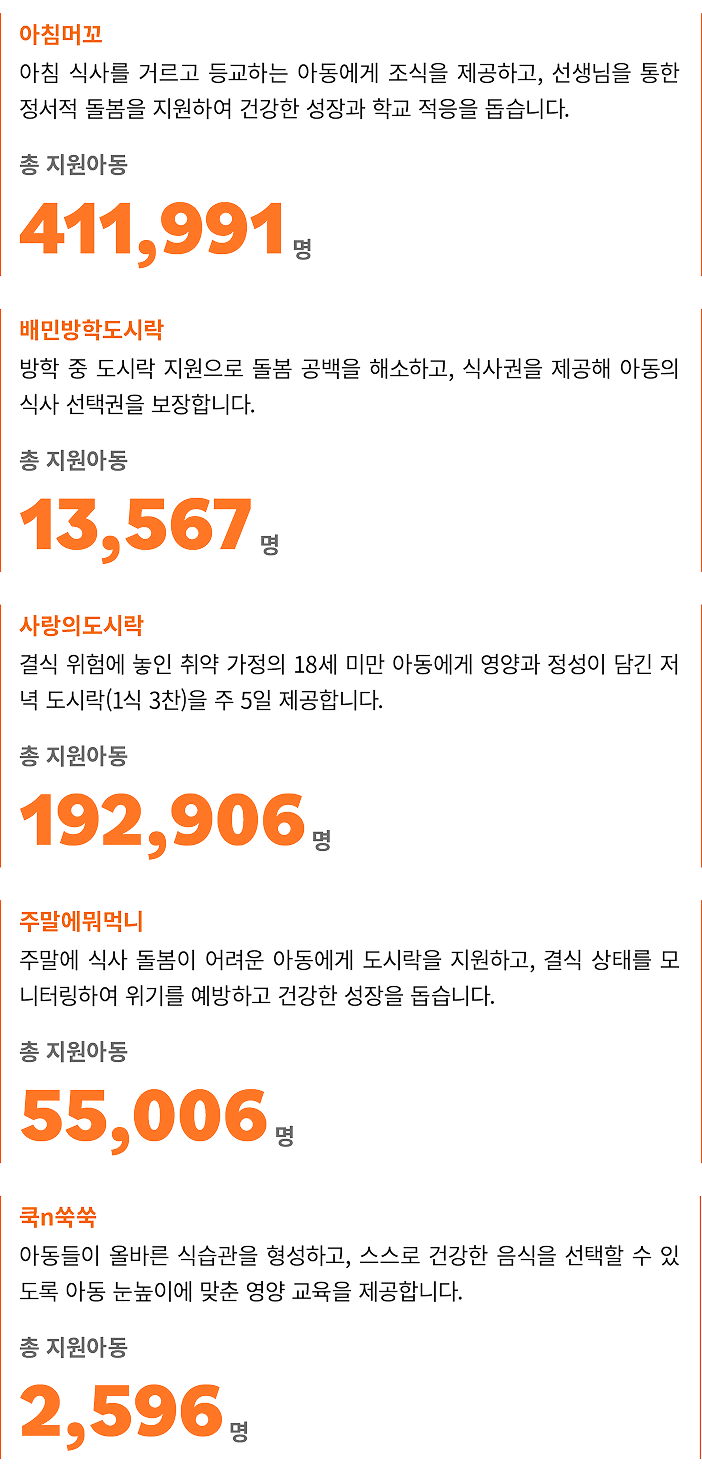 아침머꼬
아침 식사를 거르고 등교하는 아동에게 조식을 제공하고, 선생님을 통한
정서적 돌봄을 지원하여 건강한 성장과 학교 적응을 돕습니다.
총 지원아동
411,991 명
배민방학도시락
방학 중 도시락 지원으로 돌봄 공백을 해소하고, 식사권을 제공해 아동의
식사 선택권을 보장합니다.
총 지원아동
13,567 명
사랑의도시락
결식 위험에 놓인 취약 가정의 18세 미만 아동에게 영양과 정성이 담긴 저
녁 도시락(1식 3찬)을 주 5일 제공합니다.
총 지원아동
192,906 명
주말에뭐먹니
주말에 식사 돌봄이 어려운 아동에게 도시락을 지원하고, 결식 상태를 모
니터링하여 위기를 예방하고 건강한 성장을 돕습니다.
총 지원아동
55,006 명
쿡n쑥쑥
아동들이 올바른 식습관을 형성하고, 스스로 건강한 음식을 선택할 수 있
도록 아동 눈높이에 맞춘 영양 교육을 제공합니다.
총 지원아동
2,596 명